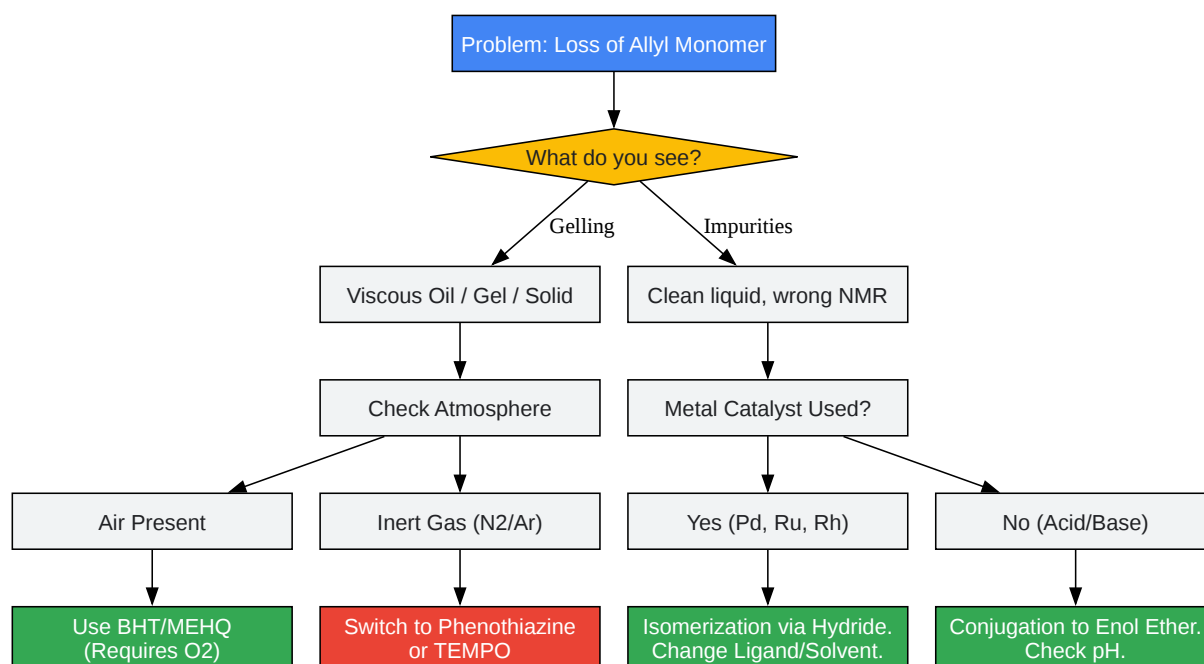 Problem: Loss of Allyl Monomer
What do you see?
Gelling
Impurities
Viscous Oil / Gel / Solid
Clean liquid, wrong NMR
Check Atmosphere
Metal Catalyst Used?
Air Present
Inert Gas (N2/Ar)
Yes (Pd, Ru, Rh)
No (Acid/Base)
Use BHT/MEHQ
(Requires O2)
Switch to Phenothiazine
or TEMPO
Isomerization via Hydride.
Change Ligand/Solvent.
Conjugation to Enol Ether.
Check pH.